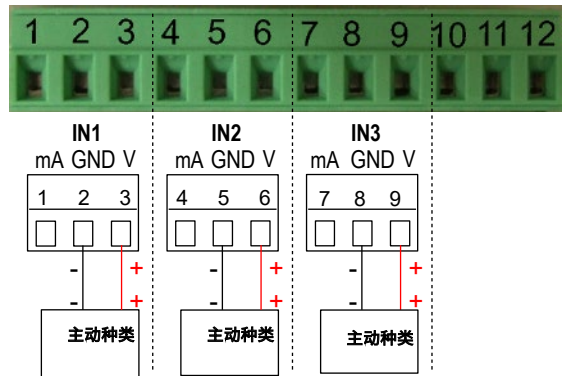 1 2 3 4 5 6 7 8 9 10 11 12
IN1 IN2 IN3
mA GND V mA GND V mA GND V
1 2 3 4 5 6 7 8 9
- + - + - +
- + - + - +
主动种类 主动种类 主动种类